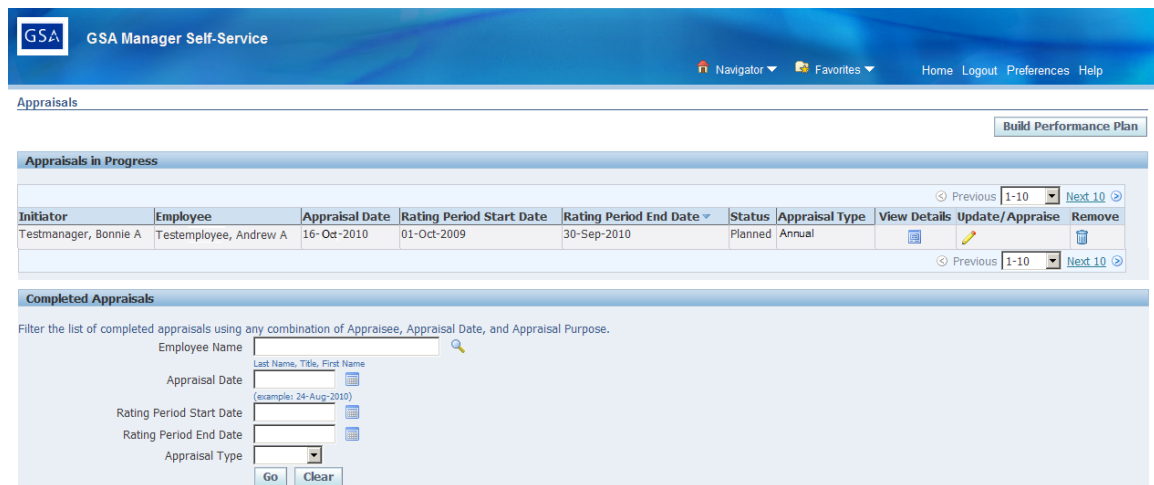 GSA
GSA Manager Self-Service
Navigator Favorites Home Logout Preferences Help
Appraisals
Build Performance Plan
Appraisals in Progress
Previous 1-10 Next 10
Initiator Employee Appraisal Date Rating Period Start Date Rating Period End Date Status Appraisal Type View Details Update/Appraise Remove
Testmanager, Bonnie A Testemployee, Andrew A 16-Oct-2010 01-Oct-2009 30-Sep-2010 Planned Annual
Previous 1-10 Next 10
Completed Appraisals
Filter the list of completed appraisals using any combination of Appraisee, Appraisal Date, and Appraisal Purpose.
Employee Name
Last Name, Title, First Name
Appraisal Date
(example: 24-Aug-2010)
Rating Period Start Date
Rating Period End Date
Appraisal Type
Go Clear